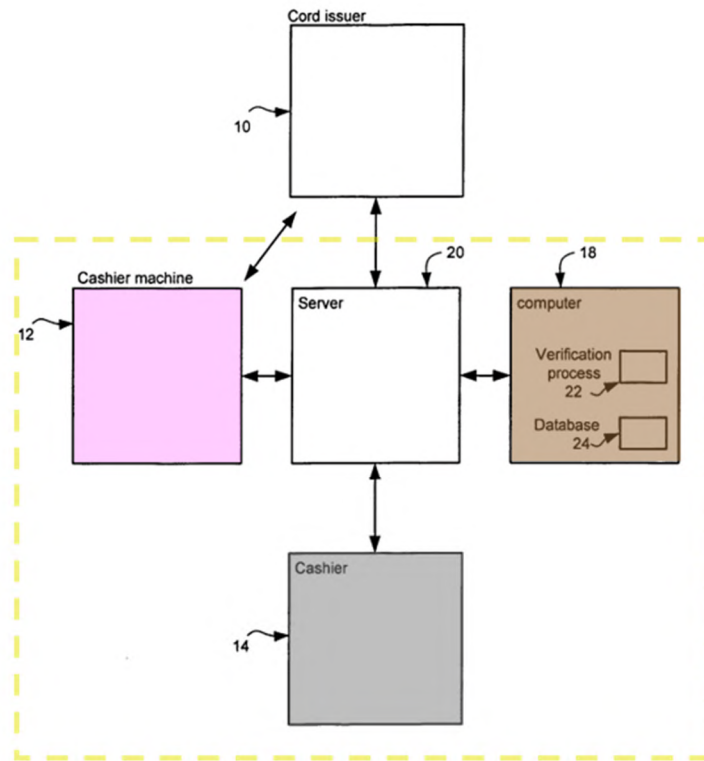 Cord issuer
10
Cashier machine
20
18
Server
computer
12
Verification
process
22
Database
24
Cashier
14